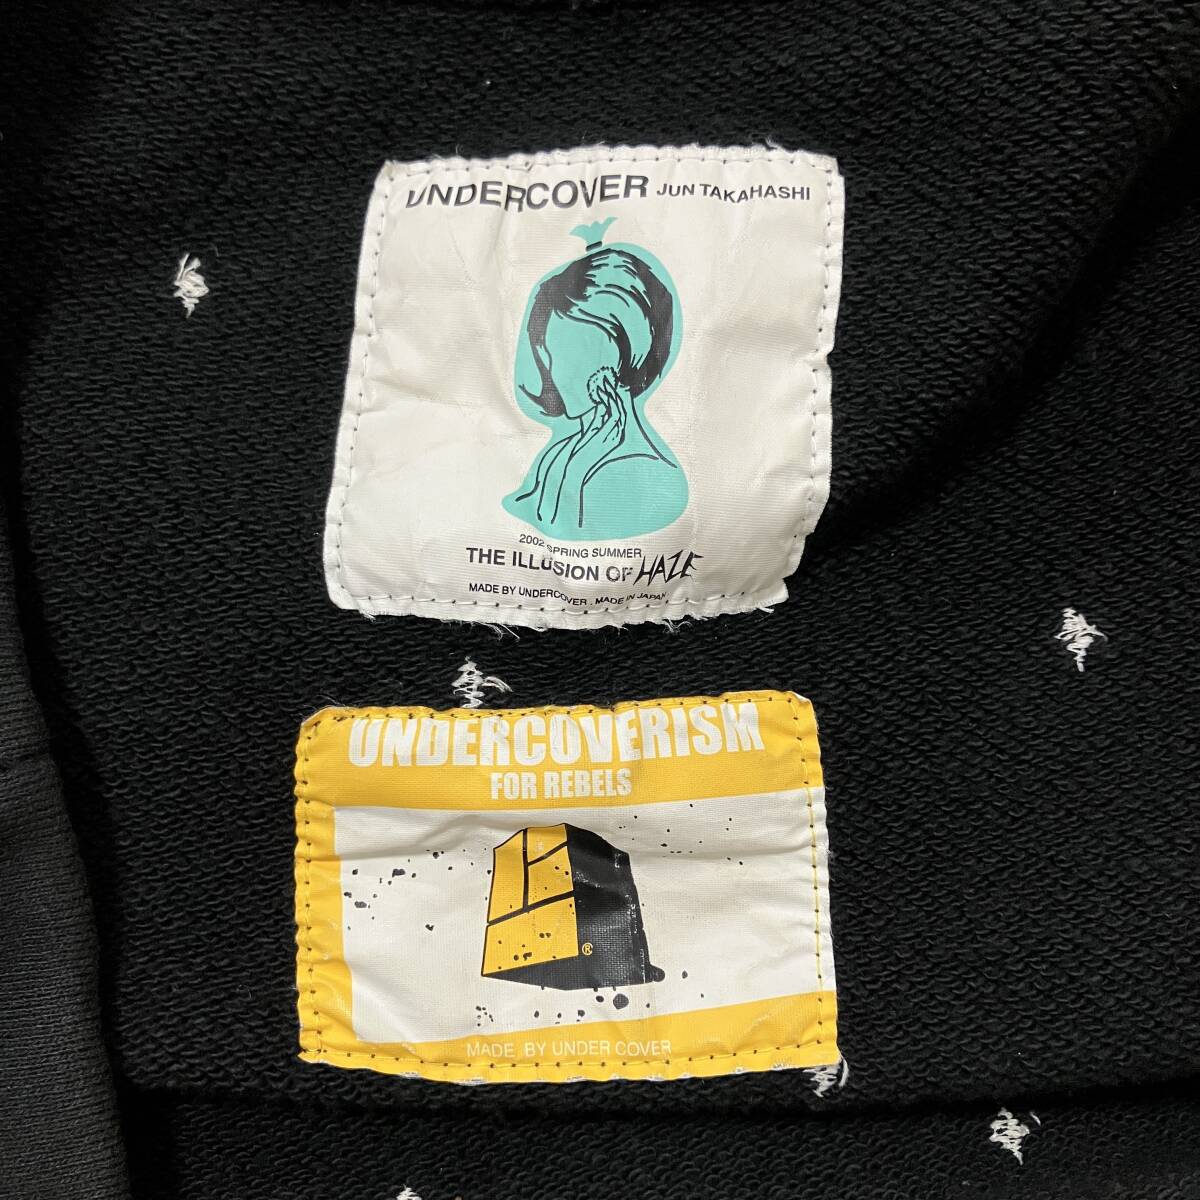 UNDERCOVER JUN TAKAHASHI
2002 SPRING SUMMER
THE ILLUSION OF HAZE
MADE BY UNDERCOVER . MADE IN JAPAN
UNDERCOVERISM
FOR REBELS
®
MADE BY UNDER COVER